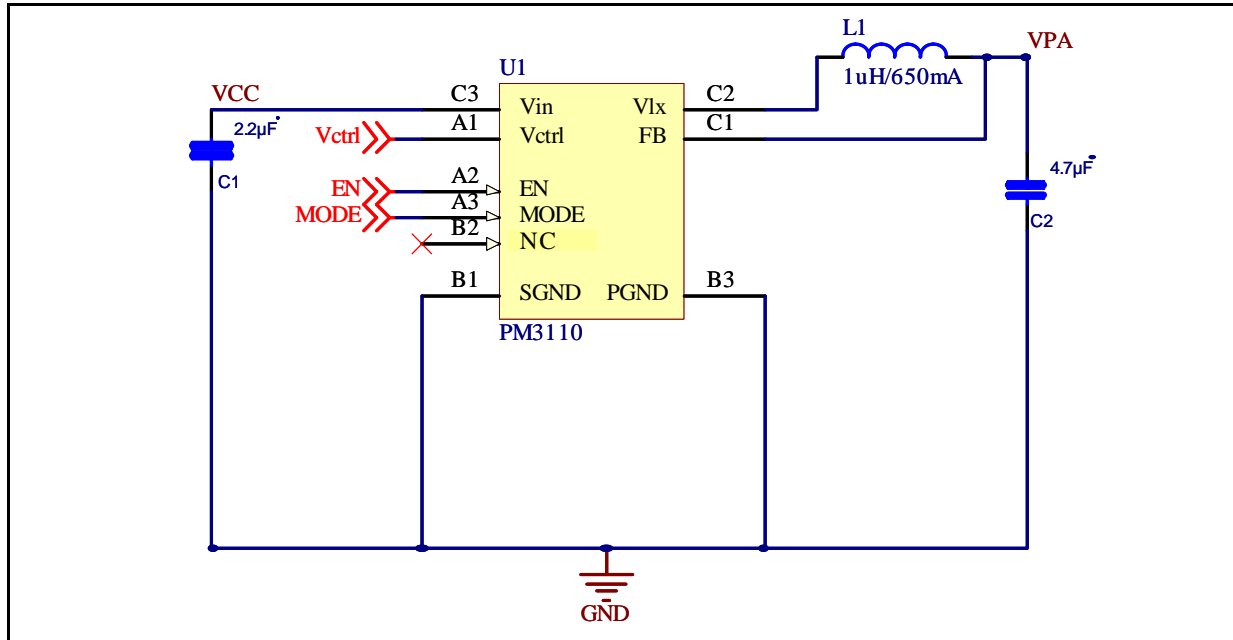 L1
VPA
1uH/650mA
U1
VCC
C3
Vin
Vlx
C2
2.2µF
Vctrl
A1
Vctrl
FB
C1
C1
EN
A2
EN
4.7µF
MODE
A3
MODE
C2
B2
NC
B1
SGND
PGND
B3
PM3110
GND